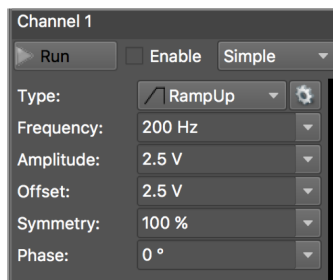 Channel 1
Run Enable Simple
Type: RampUp
Frequency: 200 Hz
Amplitude: 2.5 V
Offset: 2.5 V
Symmetry: 100 %
Phase: 0 °